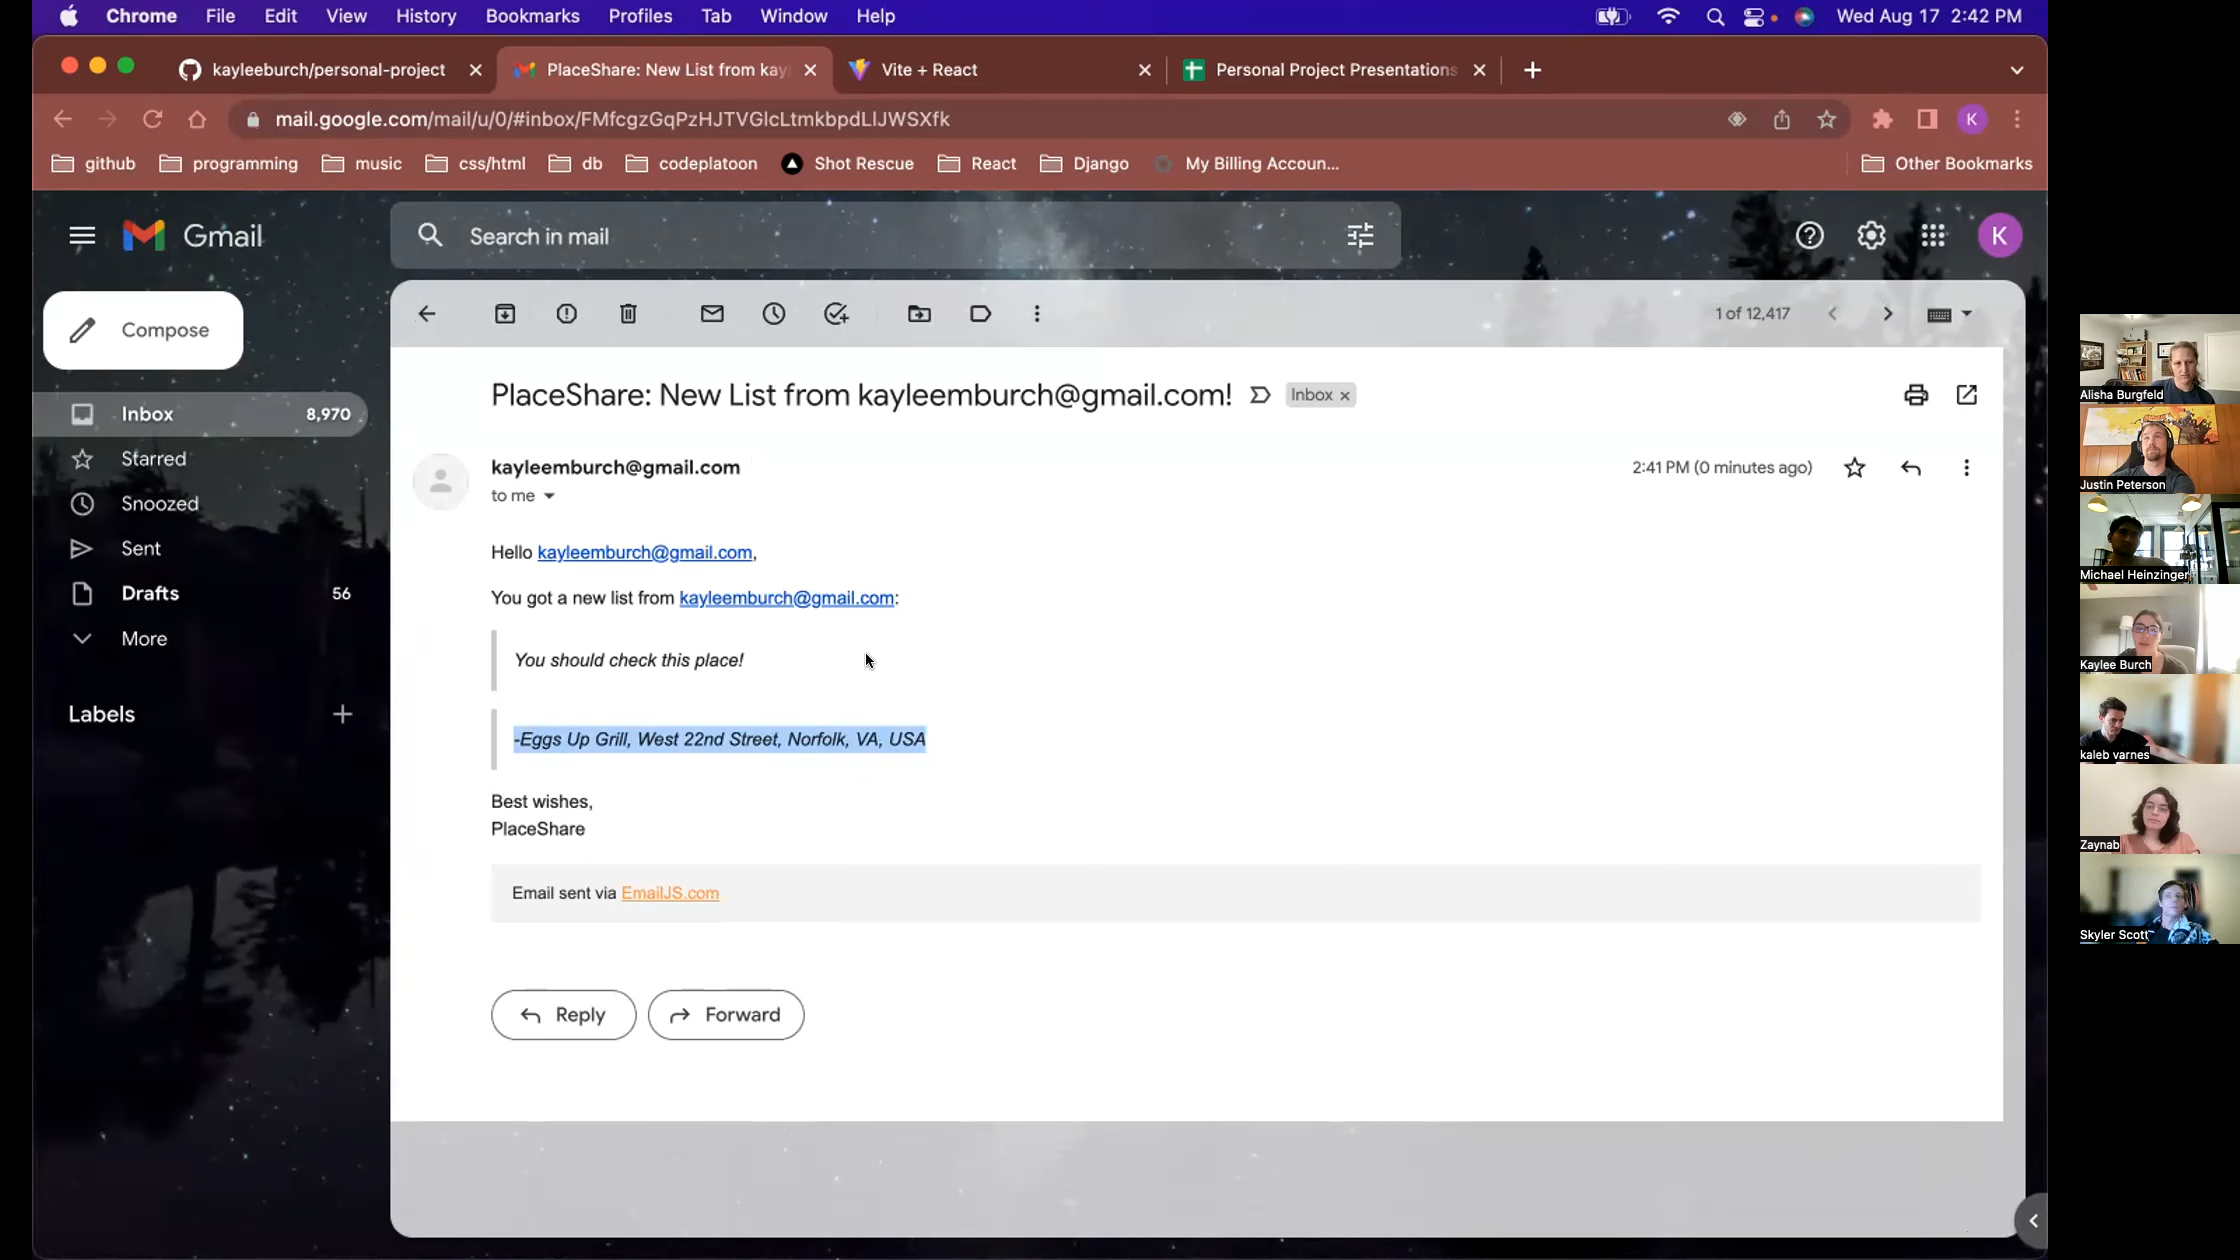 Chrome File Edit View History Bookmarks Profiles Tab Window Help Wed Aug 17 2:42 PM
kayleeburch/personal-project PlaceShare: New List from kay Vite + React Personal Project Presentations
mail.google.com/mail/u/0/#inbox/FMfcgzGqPzHJTVGlcLtmkbpdLlJWSXfk K
github programming music css/html db codeplatoon Shot Rescue React Django My Billing Accoun... Other Bookmarks
Gmail Search in mail K
Compose
1 of 12,417
Inbox 8,970
Starred
Snoozed
Sent
Drafts 56
More
Labels
PlaceShare: New List from kayleemburch@gmail.com! Inbox x
kayleemburch@gmail.com 2:41 PM (0 minutes ago)
to me
Hello kayleemburch@gmail.com,
You got a new list from kayleemburch@gmail.com:
You should check this place!
-Eggs Up Grill, West 22nd Street, Norfolk, VA, USA
Best wishes,
PlaceShare
Email sent via EmailJS.com
Reply Forward
Alisha Burgfeld
Justin Peterson
Michael Heinzinger
Kaylee Burch
kaleb varnes
Zaynab
Skyler Scott